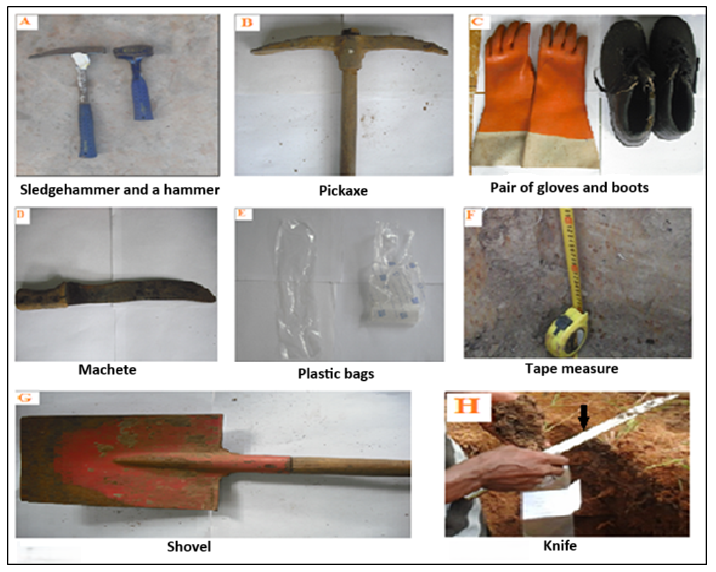 A
B
C
Sledgehammer and a hammer
Pickaxe
Pair of gloves and boots
D
E
F
Machete
Plastic bags
Tape measure
G
H
Shovel
Knife